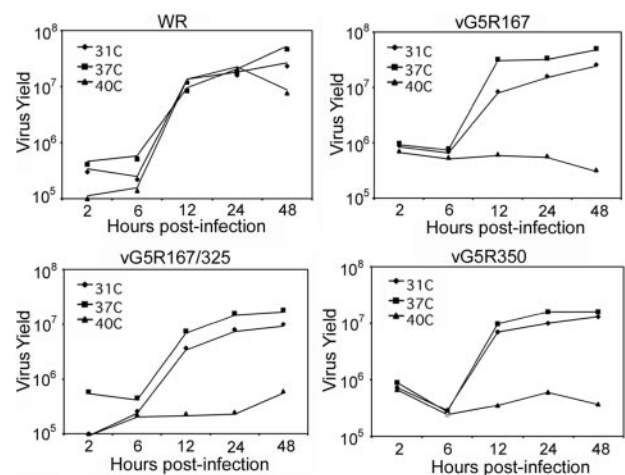 WR
10^8
10^7
10^6
10^5
Virus Yield
31C
37C
40C
2 6 12 24 48
Hours post-infection
vG5R167
10^8
10^7
10^6
10^5
Virus Yield
31C
37C
40C
2 6 12 24 48
Hours post-infection
vG5R167/325
10^8
10^7
10^6
10^5
Virus Yield
31C
37C
40C
2 6 12 24 48
Hours post-infection
vG5R350
10^8
10^7
10^6
10^5
Virus Yield
31C
37C
40C
2 6 12 24 48
Hours post-infection